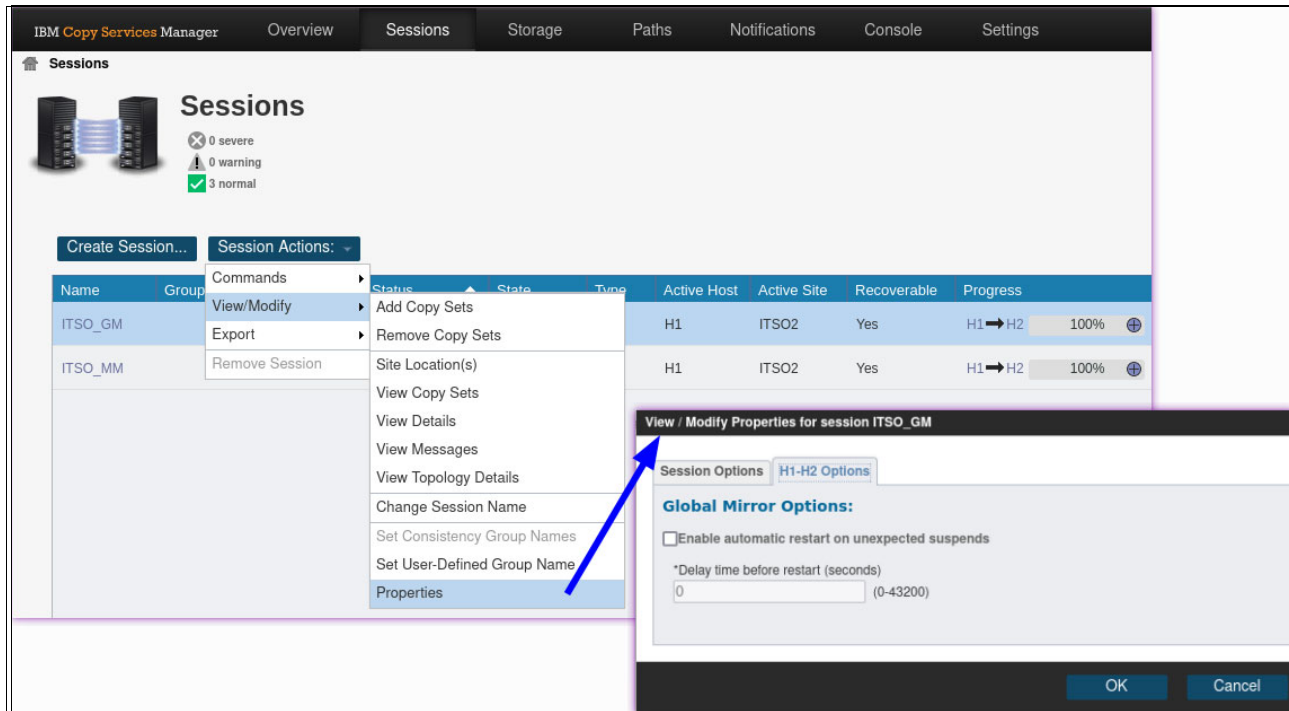 IBM Copy Services Manager Overview Sessions Storage Paths Notifications Console Settings
Sessions
Sessions
0 severe
0 warning
3 normal
Create Session... Session Actions:
Name Group Status State Type Active Host Active Site Recoverable Progress
ITSO_GM H1 ITSO2 Yes H1 H2 100%
ITSO_MM H1 ITSO2 Yes H1 H2 100%
Commands
View/Modify
Export
Remove Session
Add Copy Sets
Remove Copy Sets
Site Location(s)
View Copy Sets
View Details
View Messages
View Topology Details
Change Session Name
Set Consistency Group Names
Set User-Defined Group Name
Properties
View / Modify Properties for session ITSO_GM
Session Options H1-H2 Options
Global Mirror Options:
Enable automatic restart on unexpected suspends
*Delay time before restart (seconds)
0 (0-43200)
OK Cancel